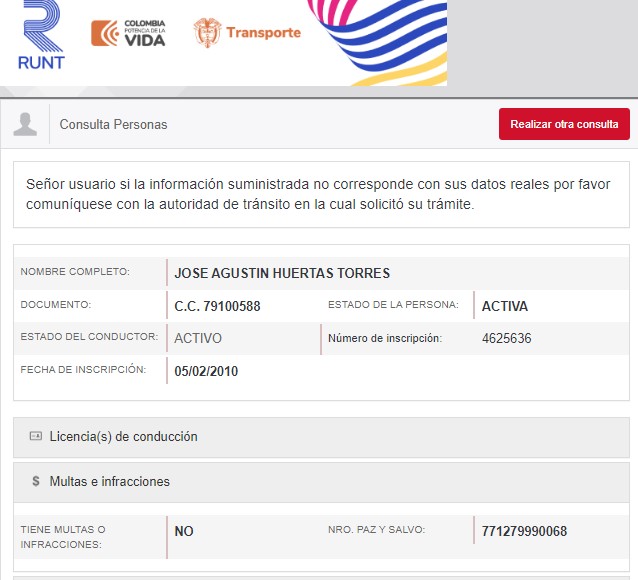 RUNT
COLOMBIA
POTENCIA DE LA
VIDA
Transporte
Consulta Personas
Realizar otra consulta
Señor usuario si la información suministrada no corresponde con sus datos reales por favor
comuníquese con la autoridad de tránsito en la cual solicitó su trámite.
NOMBRE COMPLETO: JOSE AGUSTIN HUERTAS TORRES
DOCUMENTO: C.C. 79100588 ESTADO DE LA PERSONA: ACTIVA
ESTADO DEL CONDUCTOR: ACTIVO Número de inscripción: 4625636
FECHA DE INSCRIPCIÓN: 05/02/2010
Licencia(s) de conducción
$ Multas e infracciones
TIENE MULTAS O
INFRACCIONES: NO NRO. PAZ Y SALVO: 771279990068